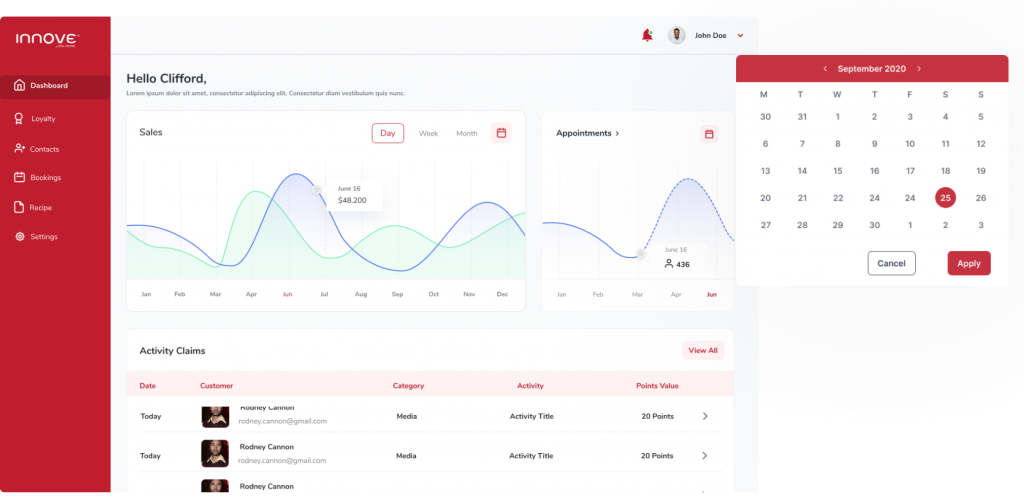 INNOVE
Dashboard
Loyalty
Contacts
Bookings
Recipe
Settings
John Doe
Hello Clifford,
Lorem ipsum dolor sit amet, consectetur adipiscing elit. Consectetur diam vestibulum quis nunc.
Sales Day Week Month
June 16
$48.200
Jan Feb Mar Apr Jun Jul Aug Sep Oct Nov Dec
Appointments >
June 16
436
Jan Feb Mar Apr Jun
< September 2020 >
M T W T F S S
30 31 1 2 3 4 5
6 7 8 9 10 11 12
13 14 15 16 17 18 19
20 21 22 24 24 25 26
27 28 29 30 1 2 3
Cancel Apply
Activity Claims View All
Date Customer Category Activity Points Value
Rodney Cannon
Today rodney.cannon@gmail.com Media Activity Title 20 Points
Rodney Cannon
Today rodney.cannon@gmail.com Media Activity Title 20 Points
Rodney Cannon